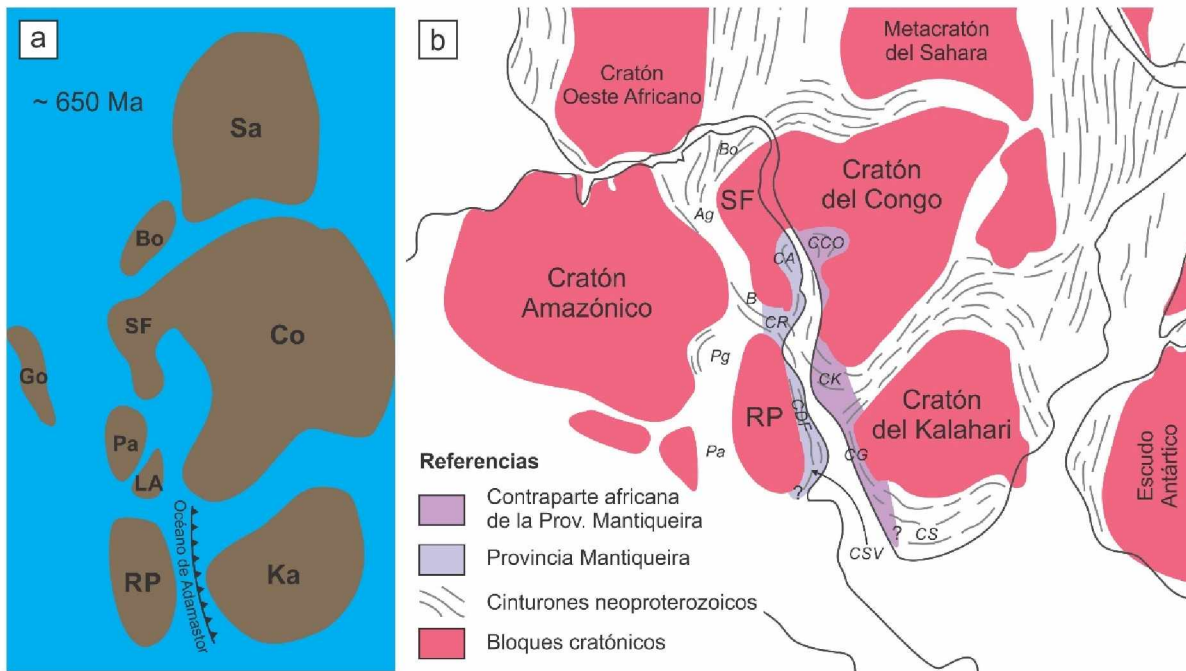 a
~ 650 Ma
Sa
Bo
SF
Co
Go
Pa
LA
Océano de Adamastor
RP
Ka
b
Cratón
Oeste Africano
Metacratón
del Sahara
Bo
SF
Cratón
del Congo
Ag
CA
CCO
Cratón
Amazónico
B
CR
Pg
CK
RP
CDF
Cratón
del Kalahari
CG
Pa
?
?
CS
CSV
Escudo
Antártico
Referencias
Contraparte africana
de la Prov. Mantiqueira
Provincia Mantiqueira
Cinturones neoproterozoicos
Bloques cratónicos